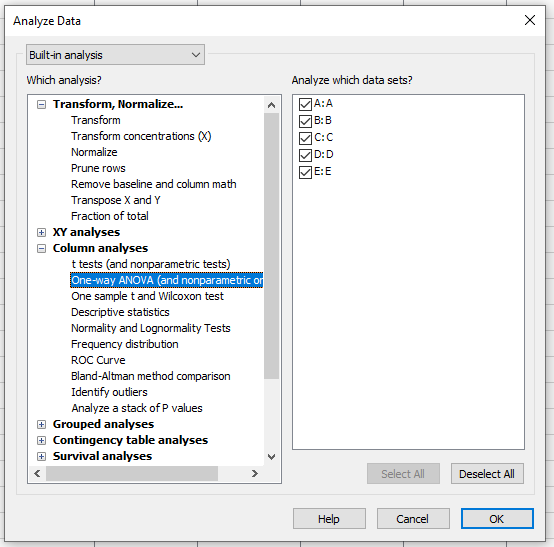 Analyze Data
Built-in analysis
Which analysis?
Transform, Normalize...
Transform
Transform concentrations (X)
Normalize
Prune rows
Remove baseline and column math
Transpose X and Y
Fraction of total
XY analyses
Column analyses
t tests (and nonparametric tests)
One-way ANOVA (and nonparametric or
One sample t and Wilcoxon test
Descriptive statistics
Normality and Lognormality Tests
Frequency distribution
ROC Curve
Bland-Altman method comparison
Identify outliers
Analyze a stack of P values
Grouped analyses
Contingency table analyses
Survival analyses
Analyze which data sets?
A:A
B:B
C:C
D:D
E:E
Select All
Deselect All
Help
Cancel
OK